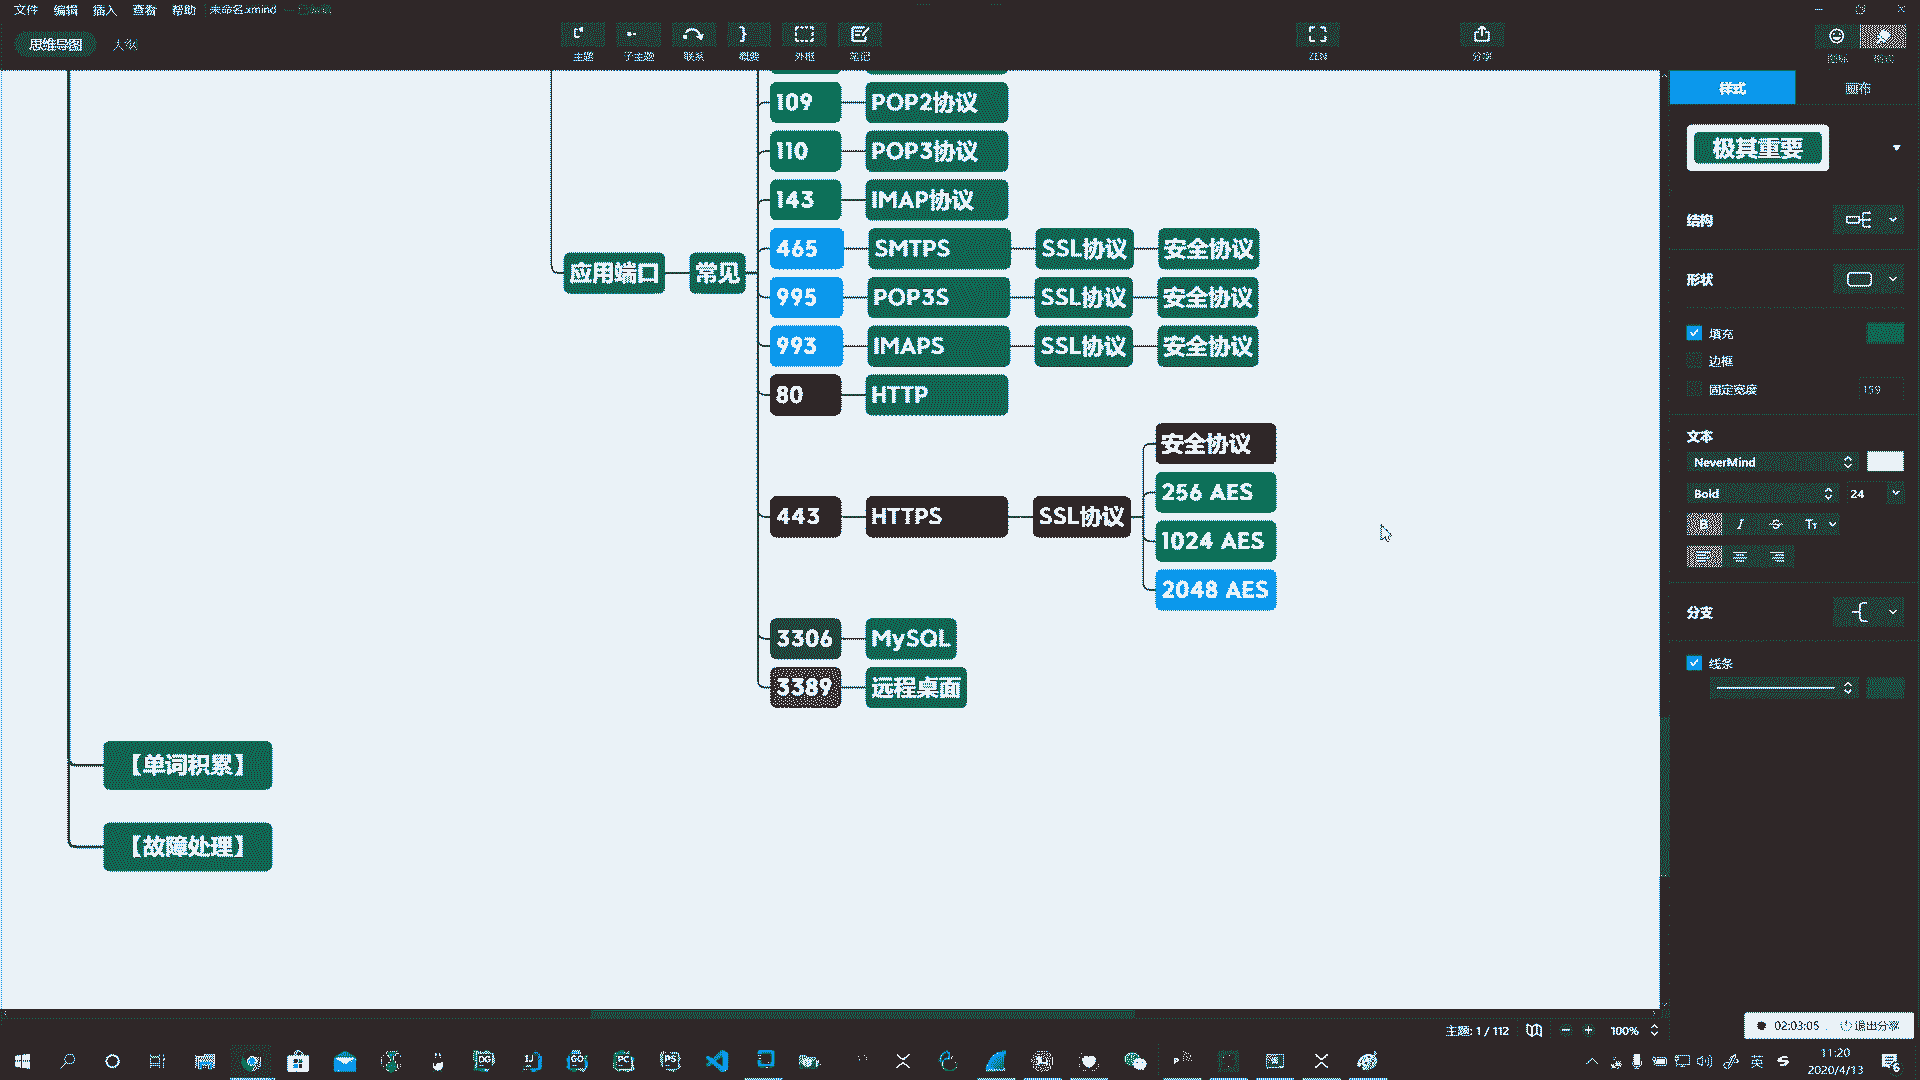 文件 编辑 插入 查看 帮助 未命名.xmind
思维导图 大纲
主题 子主题 联系 概要 外框 笔记 ZEN 分享 图标 格式
样式 画布
109 POP2协议
110 POP3协议
143 IMAP协议
465 SMTPS SSL协议 安全协议
995 POP3S SSL协议 安全协议
993 IMAPS SSL协议 安全协议
80 HTTP
应用端口 常见
安全协议
256 AES
443 HTTPS SSL协议
1024 AES
2048 AES
3306 MySQL
3389 远程桌面
【单词积累】
【故障处理】
极其重要
结构
形状
填充
边框
固定宽度 159
文本
NeverMind
Bold 24
B I S Tт
分支
线条
主题: 1 / 112 100%
02:03:05 退出分享
DG IJ GO PC PS
英
11:20
2020/4/13
6